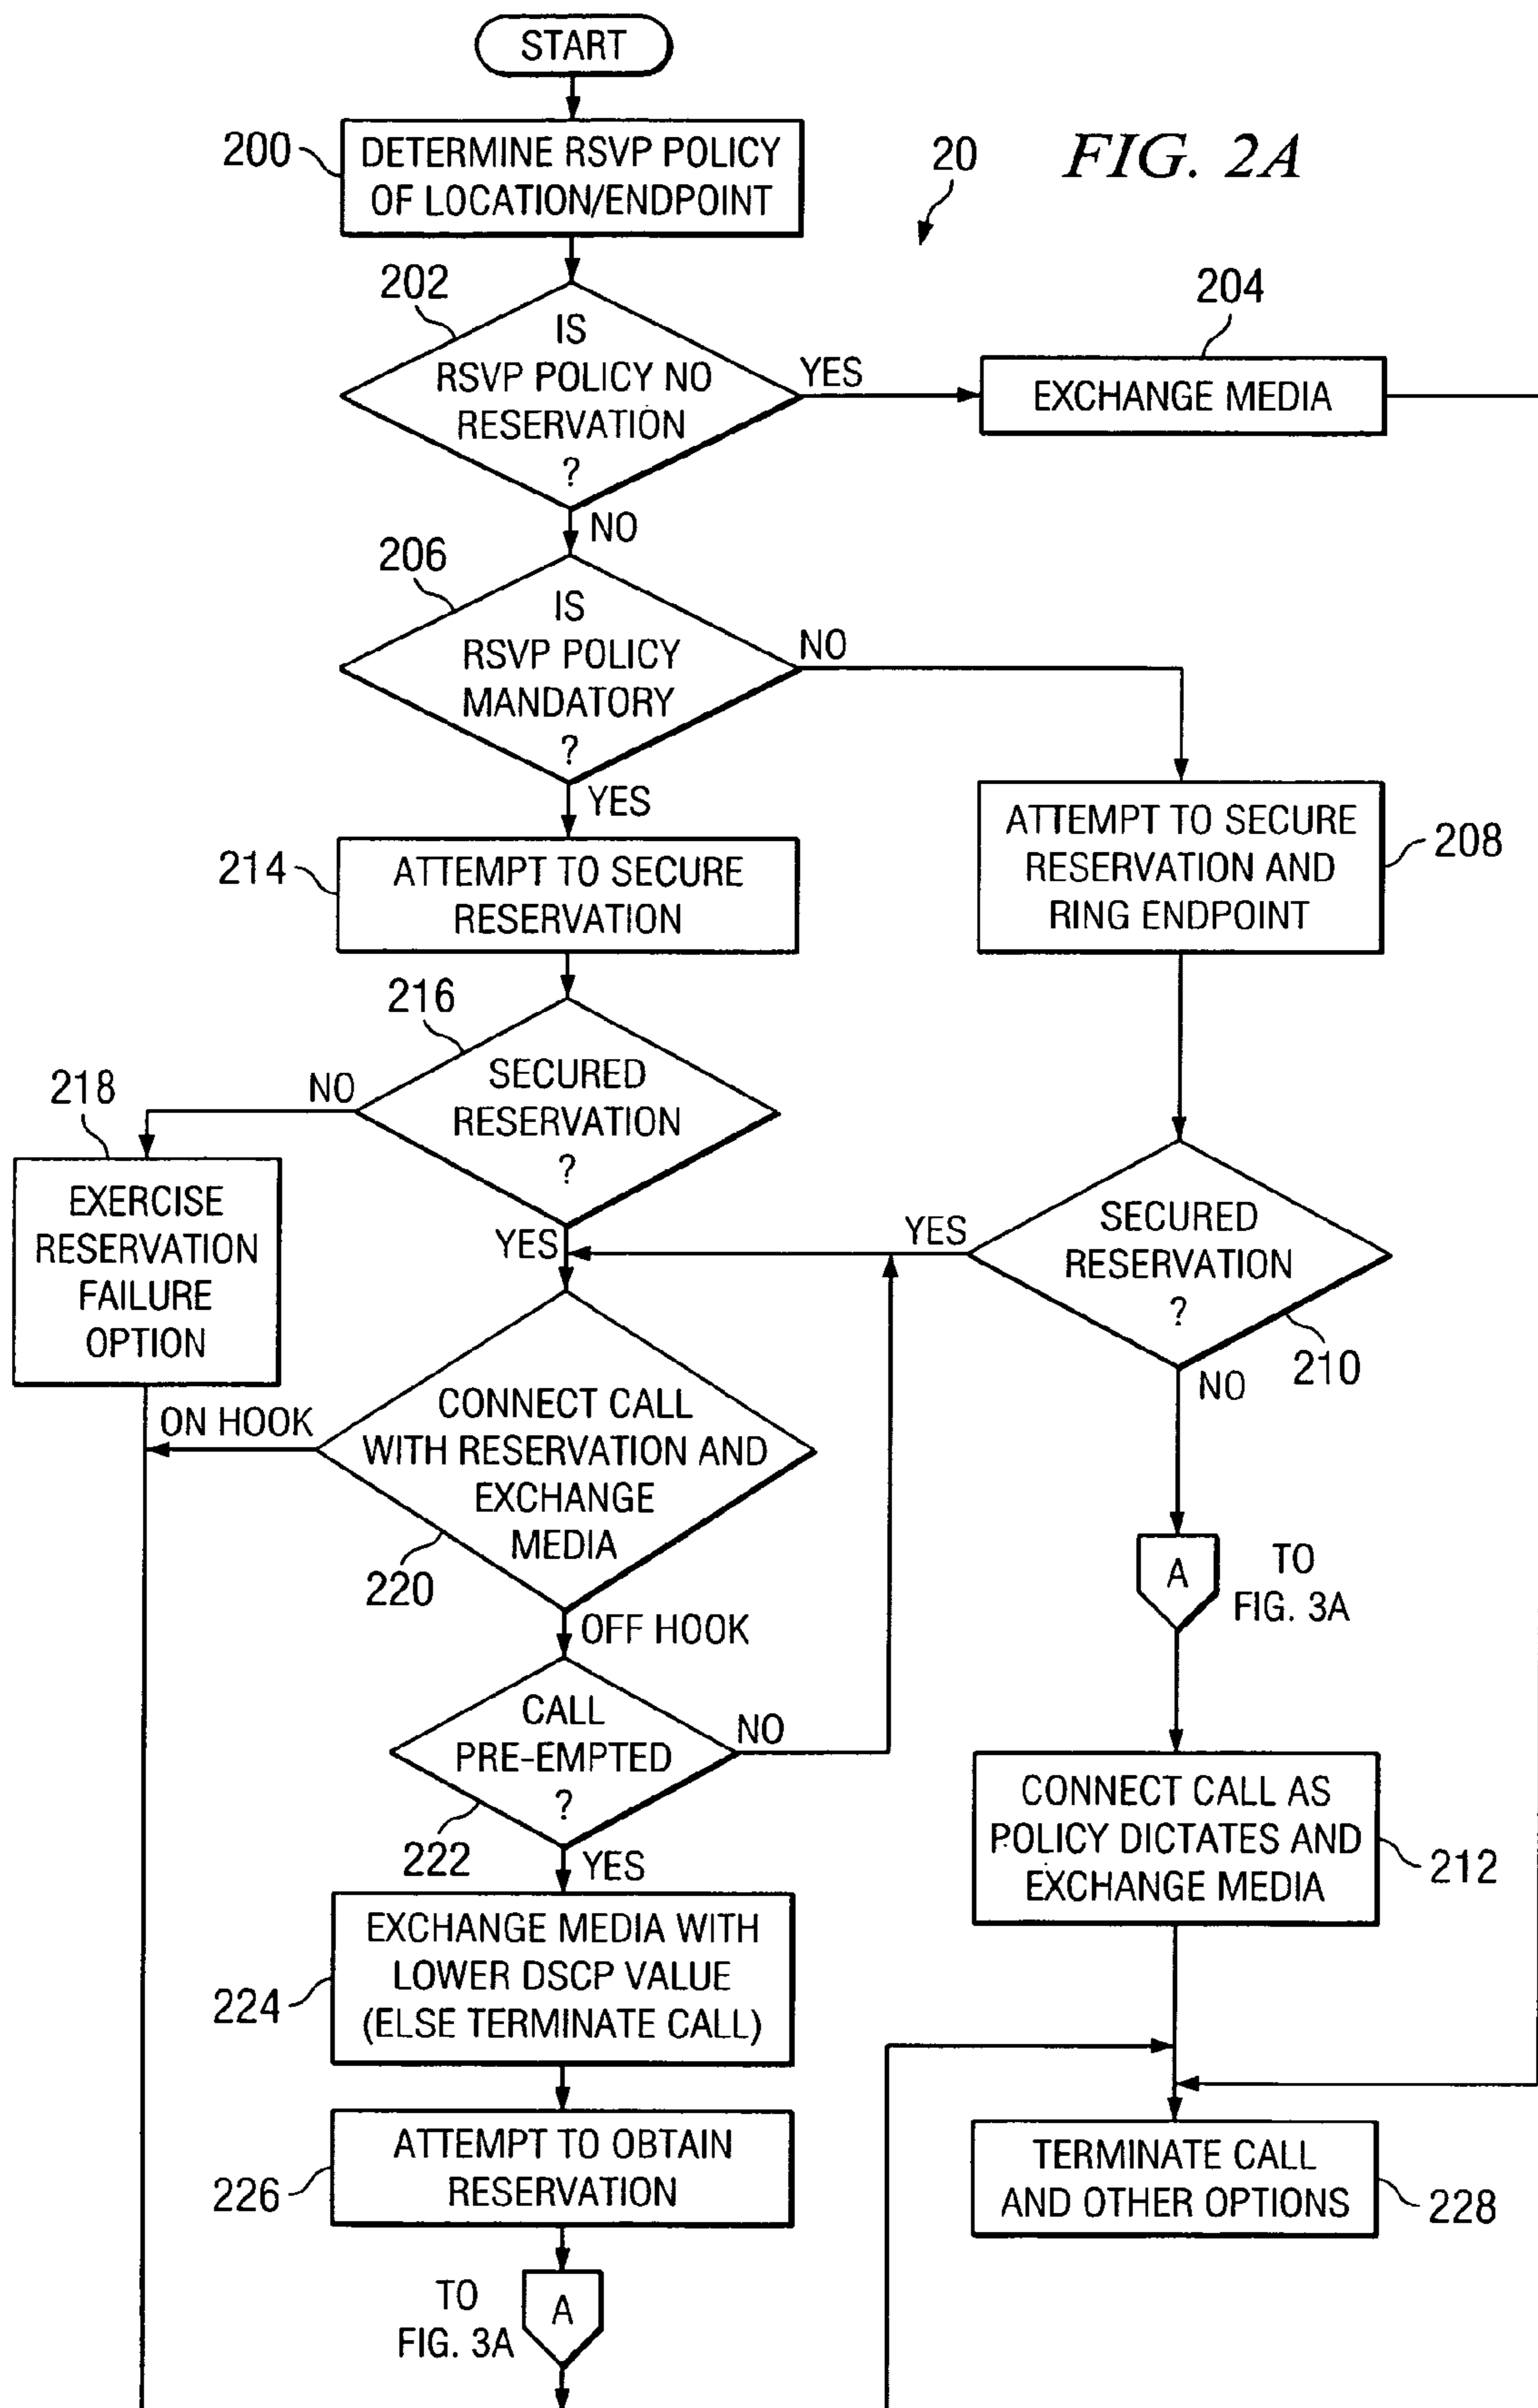 START
200
DETERMINE RSVP POLICY
OF LOCATION/ENDPOINT
20
FIG. 2A
202
IS
RSVP POLICY NO
RESERVATION
?
YES
204
EXCHANGE MEDIA
NO
206
IS
RSVP POLICY
MANDATORY
?
NO
YES
214
ATTEMPT TO SECURE
RESERVATION
ATTEMPT TO SECURE
RESERVATION AND
RING ENDPOINT
208
216
SECURED
RESERVATION
?
NO
218
EXERCISE
RESERVATION
FAILURE
OPTION
YES
YES
SECURED
RESERVATION
?
210
NO
ON HOOK
CONNECT CALL
WITH RESERVATION AND
EXCHANGE
MEDIA
220
OFF HOOK
A
TO
FIG. 3A
CALL
PRE-EMPTED
?
NO
222
YES
CONNECT CALL AS
POLICY DICTATES AND
EXCHANGE MEDIA
212
EXCHANGE MEDIA WITH
LOWER DSCP VALUE
(ELSE TERMINATE CALL)
224
ATTEMPT TO OBTAIN
RESERVATION
226
TERMINATE CALL
AND OTHER OPTIONS
228
TO
FIG. 3A
A